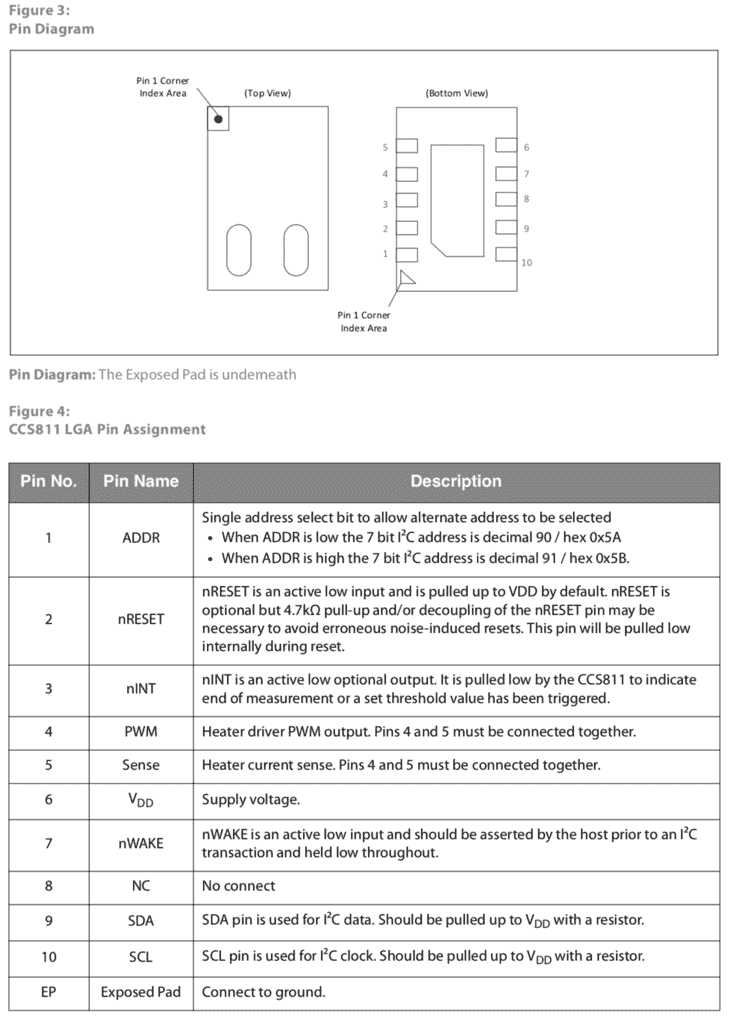 Figure 3:
Pin Diagram
Pin 1 Corner
Index Area
(Top View)
(Bottom View)
5
6
4
7
3
8
2
9
1
10
Pin 1 Corner
Index Area
Pin Diagram: The Exposed Pad is underneath
Figure 4:
CCS811 LGA Pin Assignment
Pin No. Pin Name Description
1 ADDR Single address select bit to allow alternate address to be selected
• When ADDR is low the 7 bit I²C address is decimal 90 / hex 0x5A
• When ADDR is high the 7 bit I²C address is decimal 91 / hex 0x5B.
2 nRESET nRESET is an active low input and is pulled up to VDD by default. nRESET is
optional but 4.7kΩ pull-up and/or decoupling of the nRESET pin may be
necessary to avoid erroneous noise-induced resets. This pin will be pulled low
internally during reset.
3 nINT nINT is an active low optional output. It is pulled low by the CCS811 to indicate
end of measurement or a set threshold value has been triggered.
4 PWM Heater driver PWM output. Pins 4 and 5 must be connected together.
5 Sense Heater current sense. Pins 4 and 5 must be connected together.
6 VDD Supply voltage.
7 nWAKE nWAKE is an active low input and should be asserted by the host prior to an I²C
transaction and held low throughout.
8 NC No connect
9 SDA SDA pin is used for I²C data. Should be pulled up to VDD with a resistor.
10 SCL SCL pin is used for I²C clock. Should be pulled up to VDD with a resistor.
EP Exposed Pad Connect to ground.